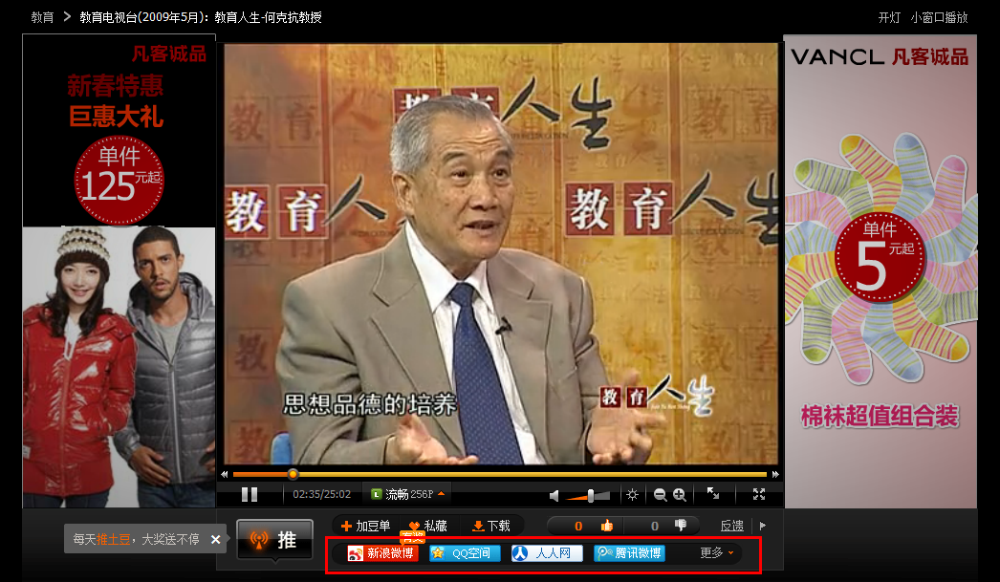 教育 > 教育电视台(2009年5月)：教育人生-何克抗教授
开灯 小窗口播放
凡客诚品
新春特惠
巨惠大礼
单件
125元起
教育人生
教育人
教育人生
思想品德的培养
教育人生
VANCL 凡客诚品
单件
5元起
棉袜超值组合装
02:35/25:02
流畅 256P
每天推土豆，大奖送不停
推
加豆单 私藏 下载
0 0 反馈
有奖
新浪微博 QQ空间 人人网 腾讯微博 更多